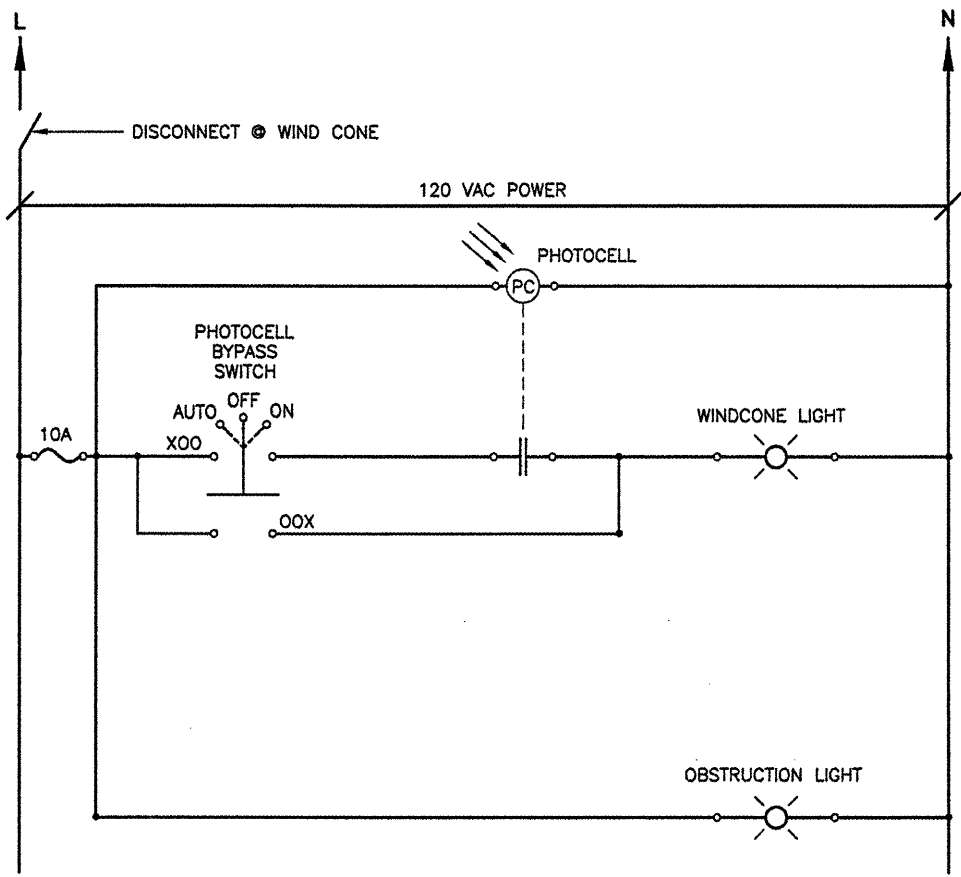 L
N
DISCONNECT @ WIND CONE
120 VAC POWER
PHOTOCELL
PC
PHOTOCELL
BYPASS
SWITCH
AUTO OFF ON
WINDCONE LIGHT
10A
XOO
OOX
OBSTRUCTION LIGHT